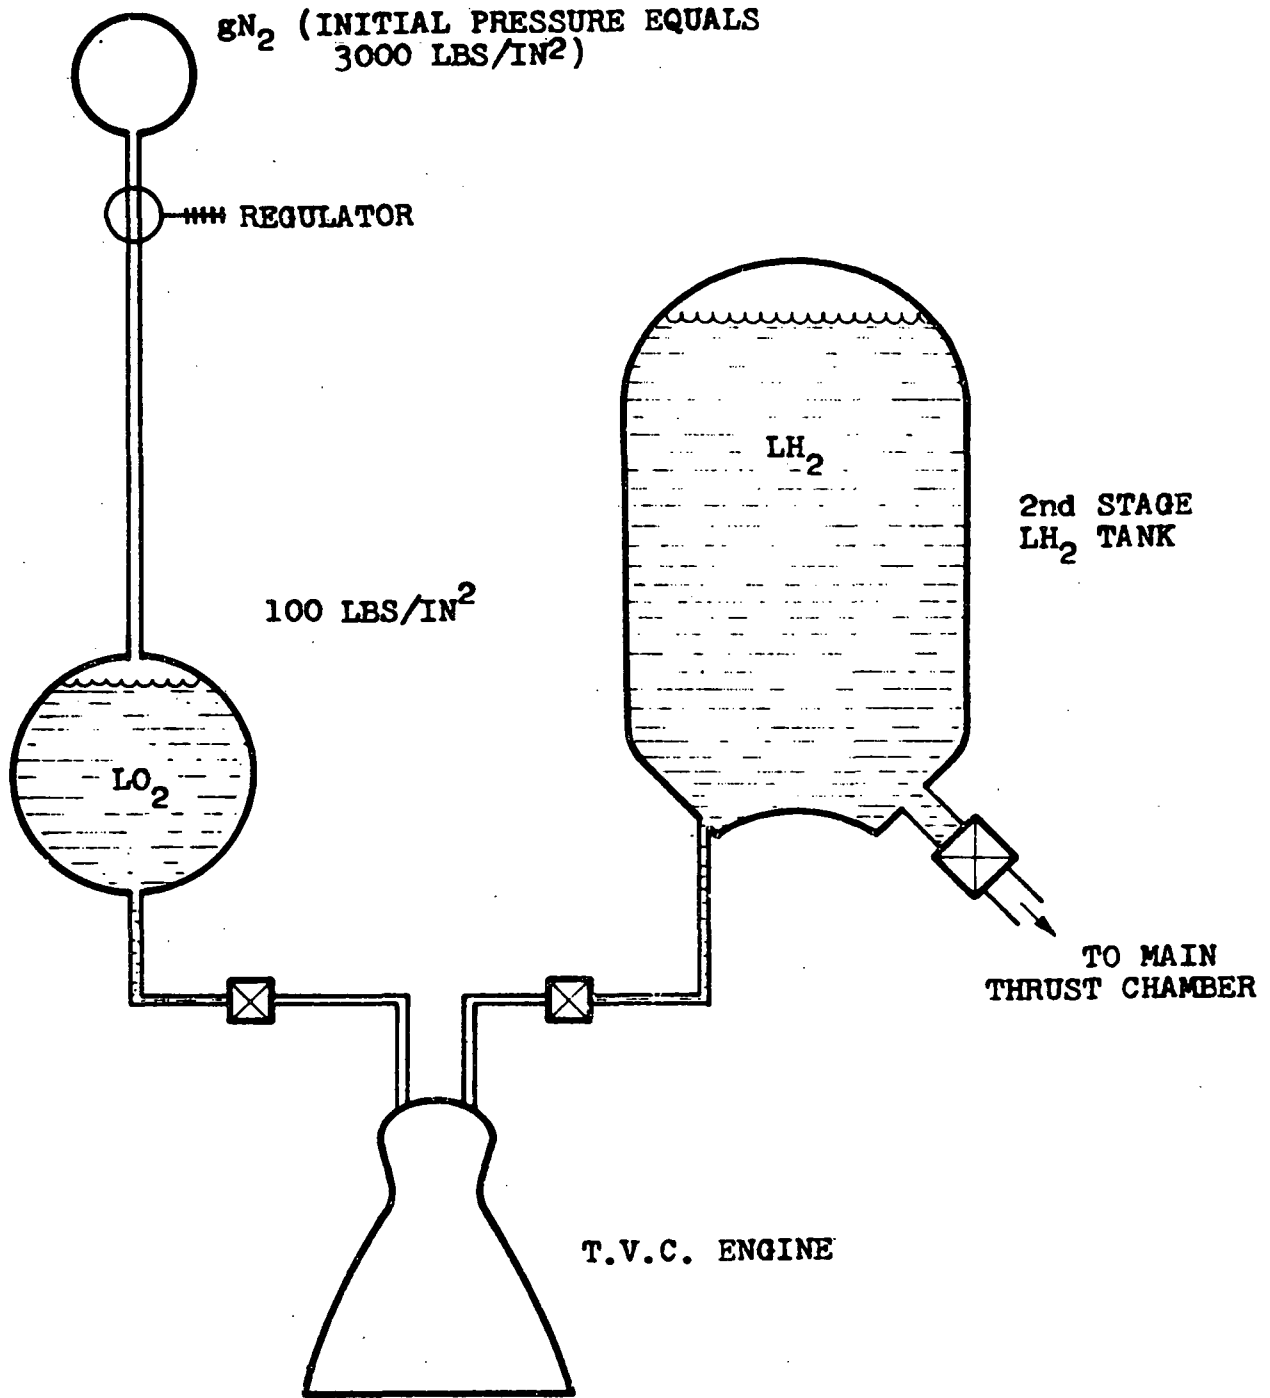 gN₂ (INITIAL PRESSURE EQUALS
3000 LBS/IN²)
REGULATOR
LH₂
2nd STAGE
LH₂ TANK
100 LBS/IN²
LO₂
TO MAIN
THRUST CHAMBER
T.V.C. ENGINE